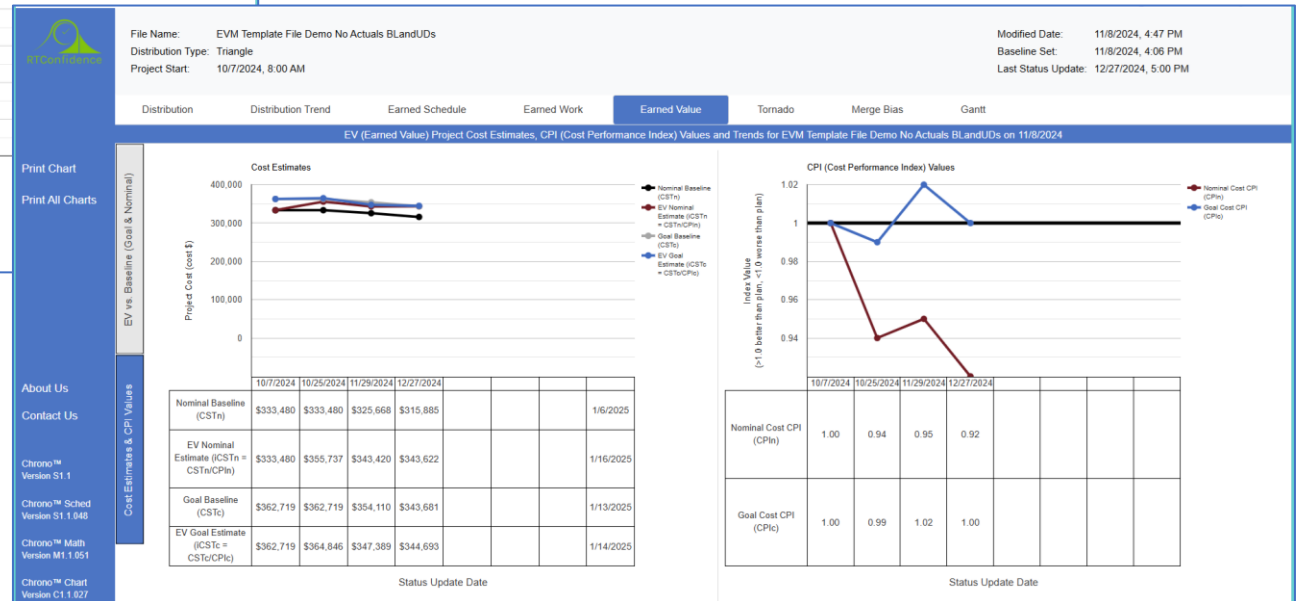 RTConfidence
File Name: EVM Template File Demo No Actuals BLandUDs
Distribution Type: Triangle
Project Start: 10/7/2024, 8:00 AM
Modified Date: 11/8/2024, 4:47 PM
Baseline Set: 11/8/2024, 4:06 PM
Last Status Update: 12/27/2024, 5:00 PM
Distribution Distribution Trend Earned Schedule Earned Work Earned Value Tornado Merge Bias Gantt
EV (Earned Value) Project Cost Estimates, CPI (Cost Performance Index) Values and Trends for EVM Template File Demo No Actuals BLandUDs on 11/8/2024
Print Chart
Print All Charts
About Us
Contact Us
Chrono™
Version S1.1
Chrono™ Sched
Version S1.1.048
Chrono™ Math
Version M1.1.051
Chrono™ Chart
Version C1.1.027
EV vs. Baseline (Goal & Nominal)
Cost Estimates & CPI Values
Cost Estimates
Project Cost (cost $)
400,000
300,000
200,000
100,000
0
Nominal Baseline
(CSTn)
EV Nominal
Estimate (iCSTn
= CSTn/CPIn)
Goal Baseline
(CSTc)
EV Goal
Estimate (iCSTc
= CSTc/CPIc)
10/7/2024 10/25/2024 11/29/2024 12/27/2024
Nominal Baseline
(CSTn)
$333,480 $333,480 $325,668 $315,885 1/6/2025
EV Nominal
Estimate (iCSTn =
CSTn/CPIn)
$333,480 $355,737 $343,420 $343,622 1/16/2025
Goal Baseline
(CSTc)
$362,719 $362,719 $354,110 $343,681 1/13/2025
EV Goal Estimate
(iCSTc =
CSTc/CPIc)
$362,719 $364,846 $347,389 $344,693 1/14/2025
Status Update Date
CPI (Cost Performance Index) Values
Index Value
(>1.0 better than plan, <1.0 worse than plan)
1.02
1
0.98
0.96
0.94
Nominal Cost CPI
(CPIn)
Goal Cost CPI
(CPIc)
10/7/2024 10/25/2024 11/29/2024 12/27/2024
Nominal Cost CPI
(CPIn)
1.00 0.94 0.95 0.92
Goal Cost CPI
(CPIc)
1.00 0.99 1.02 1.00
Status Update Date